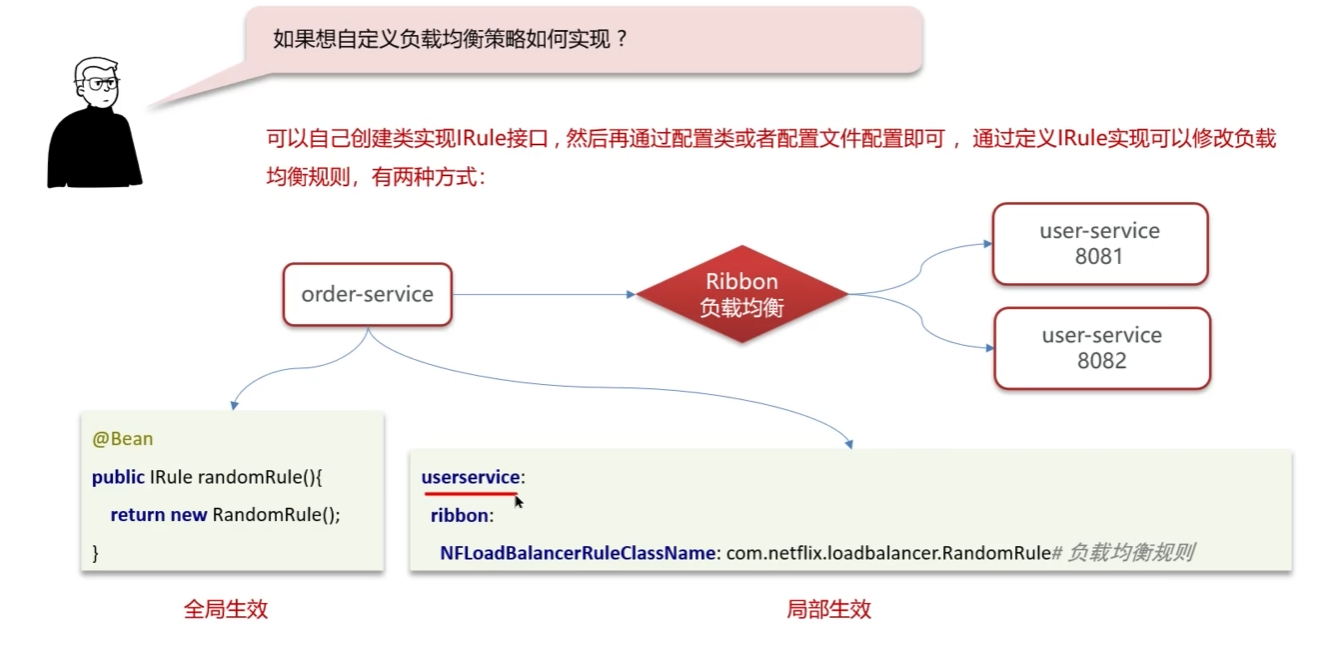 如果想自定义负载均衡策略如何实现？
可以自己创建类实现IRule接口 , 然后再通过配置类或者配置文件配置即可 ，通过定义IRule实现可以修改负载
均衡规则，有两种方式：
order-service
Ribbon
负载均衡
user-service
8081
user-service
8082
@Bean
public IRule randomRule(){
return new RandomRule();
}
全局生效
userservice:
ribbon:
NFLoadBalancerRuleClassName: com.netflix.loadbalancer.RandomRule# 负载均衡规则
局部生效